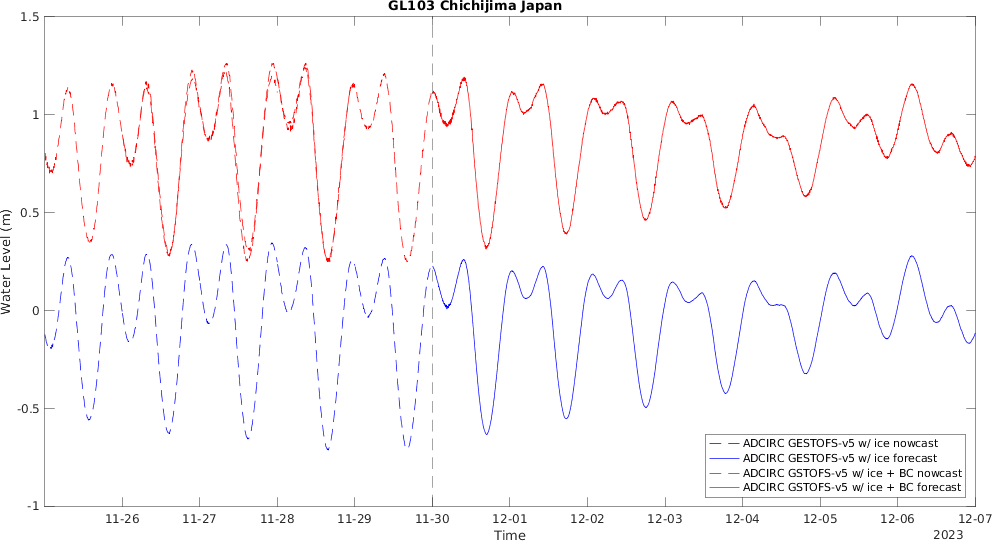 GL103 Chichijima Japan
1.5
1
0.5
0
-0.5
-1
Water Level (m)
11-26
11-27
11-28
11-29
11-30
12-01
12-02
12-03
12-04
12-05
12-06
12-07
Time
2023
ADCIRC GESTOFS-v5 w/ ice nowcast
ADCIRC GESTOFS-v5 w/ ice forecast
ADCIRC GSTOFS-v5 w/ ice + BC nowcast
ADCIRC GSTOFS-v5 w/ ice + BC forecast